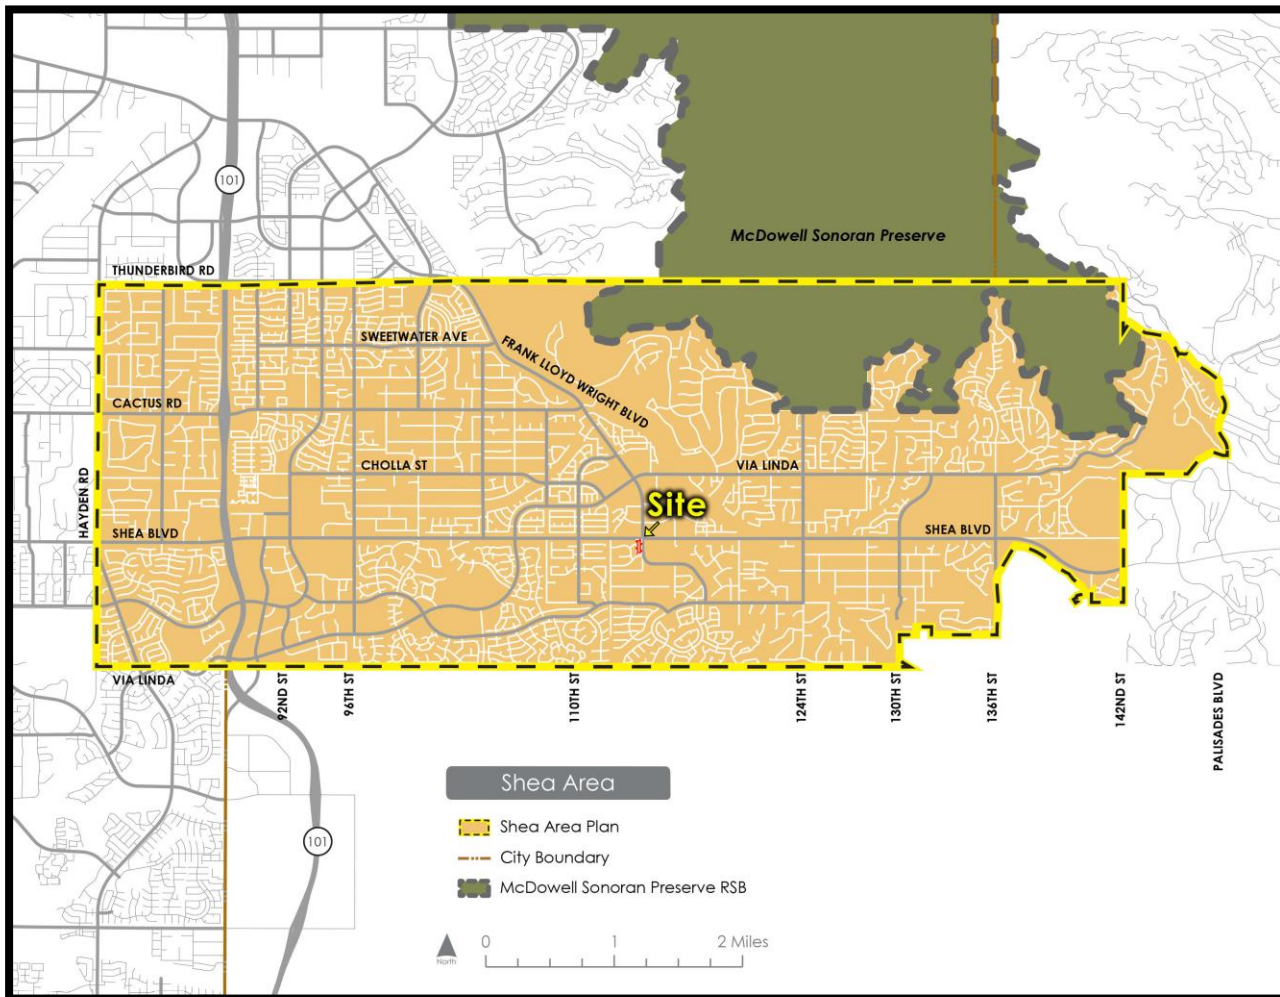 101
McDowell Sonoran Preserve
THUNDERBIRD RD
SWEETWATER AVE
FRANK LLOYD WRIGHT BLVD
CACTUS RD
CHOLLA ST
VIA LINDA
HAYDEN RD
Site
SHEA BLVD
SHEA BLVD
VIA LINDA
92ND ST
96TH ST
110TH ST
124TH ST
130TH ST
136TH ST
142ND ST
PALISADES BLVD
Shea Area
Shea Area Plan
101
City Boundary
McDowell Sonoran Preserve RSB
0 1 2 Miles
North